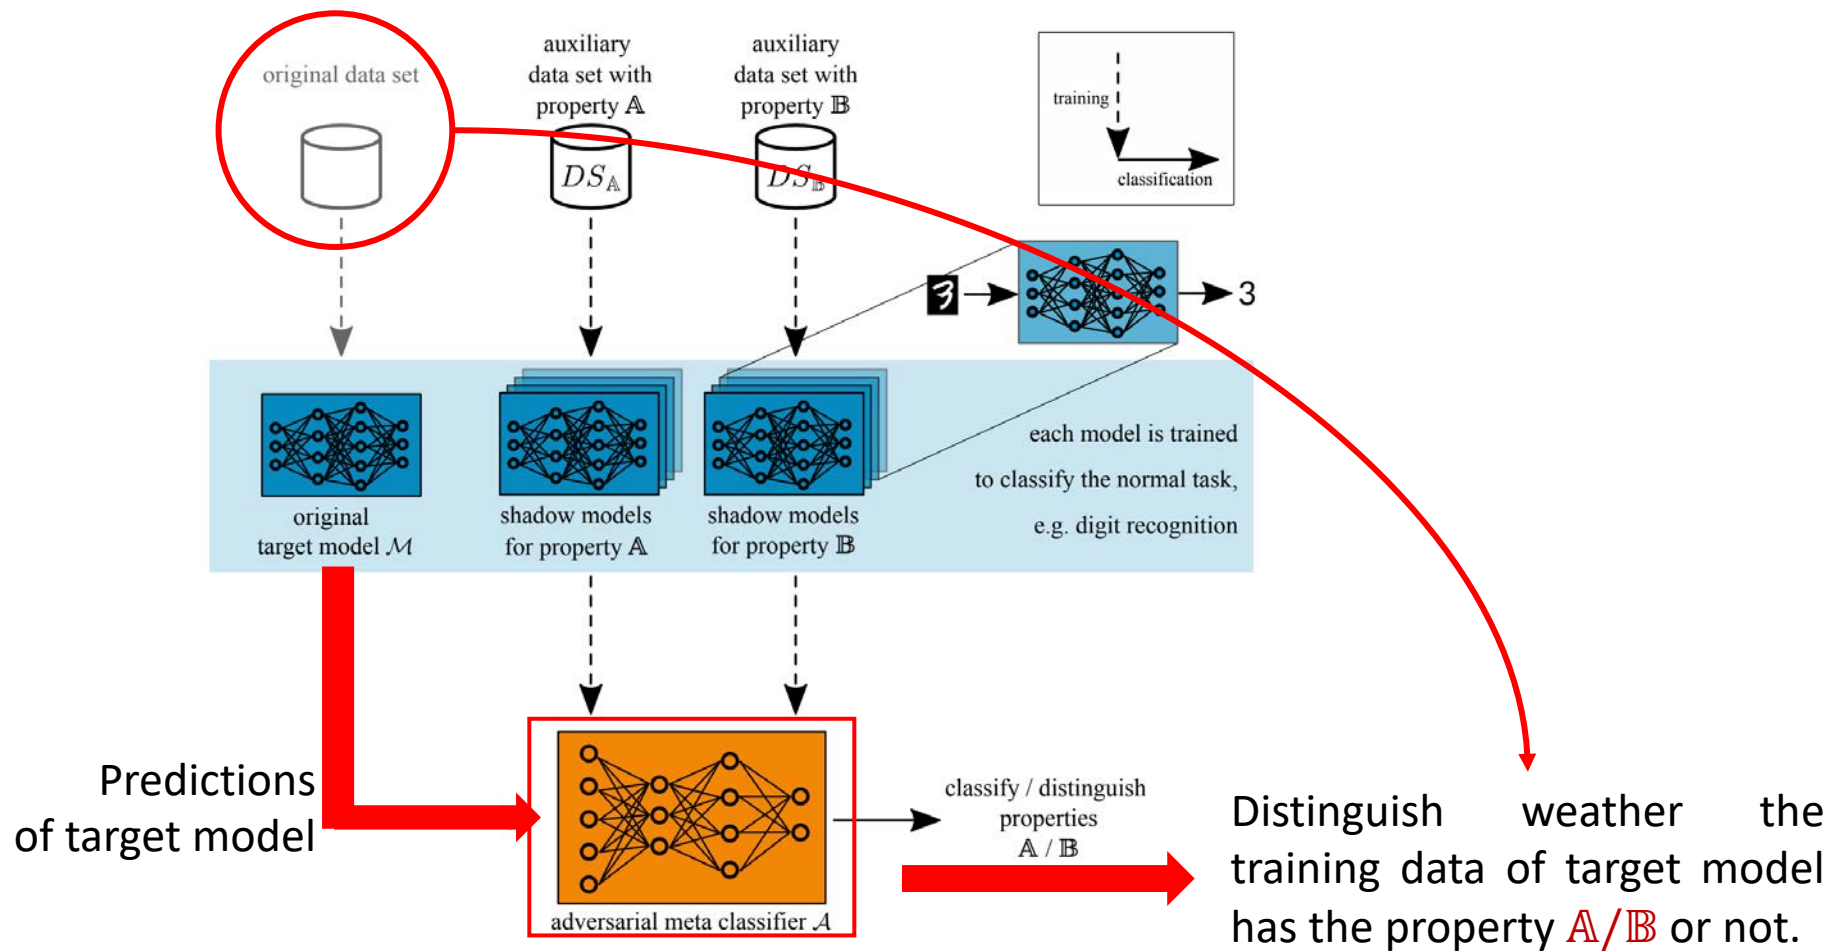 original data set
auxiliary
data set with
property 𝔸
auxiliary
data set with
property 𝔹
training
classification
DS𝔸
DS𝔹
3
3
each model is trained
to classify the normal task,
e.g. digit recognition
original
target model ℳ
shadow models
for property 𝔸
shadow models
for property 𝔹
Predictions
of target model
classify / distinguish
properties
𝔸 / 𝔹
adversarial meta classifier 𝒜
Distinguish weather the
training data of target model
has the property 𝔸/𝔹 or not.